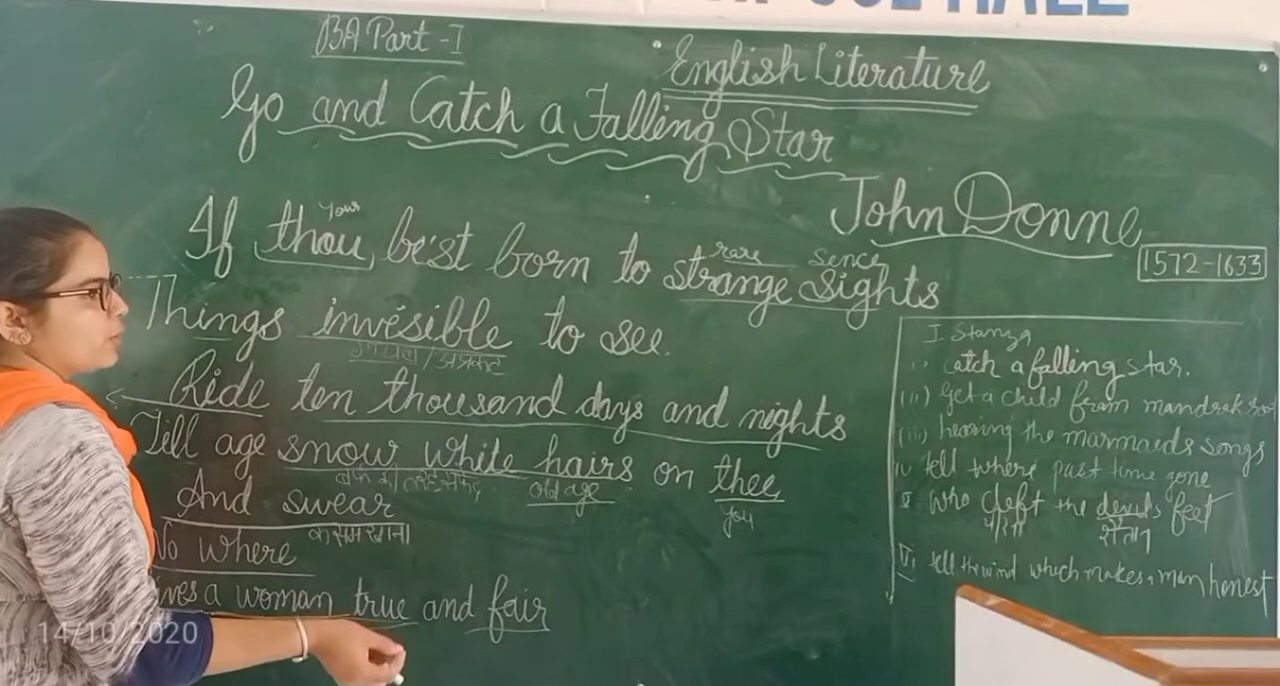 BA Part-I
English Literature
Go and Catch a Falling Star
John Donne
1572-1633
your
If thou, be'st born to strange Sights
rare sence
Things invesible to see.
Ride ten thousand days and nights
Till age snow white hairs on thee
old age
you
And swear
कसम खाना
No where
ves a woman true and fair
I Stanza
i) catch a falling star.
(ii) Get a child from mandrak
(iii) hearing the marmaids songs
iv tell where past time gone
v who cleft the devils feet
शैतान
VI tell the wind which makes a man honest
14/10/2020